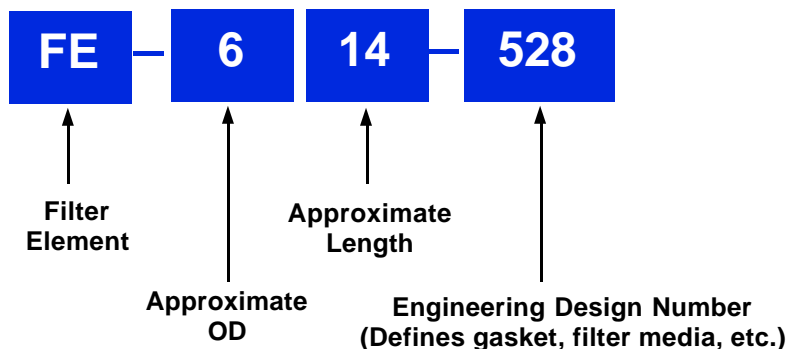 FE – 6 14 – 528
Filter
Element
Approximate
Length
Approximate
OD
Engineering Design Number
(Defines gasket, filter media, etc.)